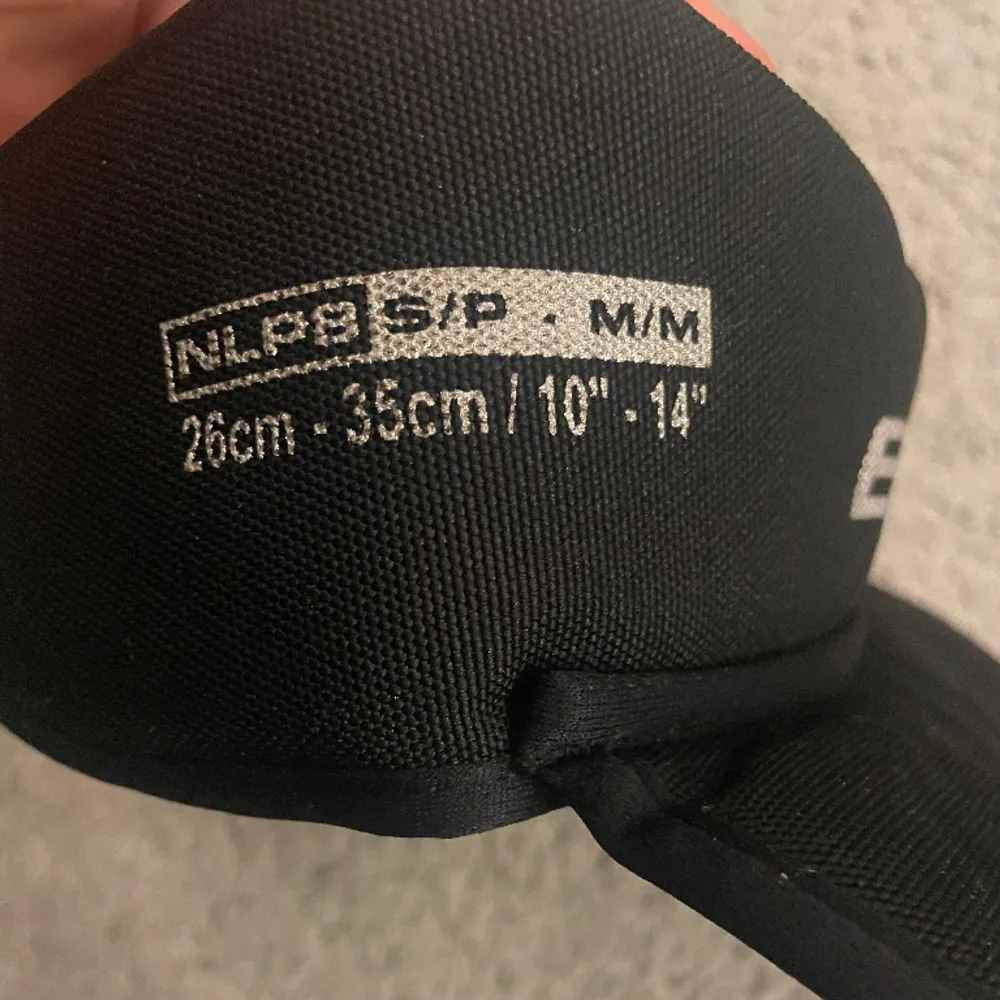 NLP8 S/P · M/M
26cm - 35cm / 10" - 14"